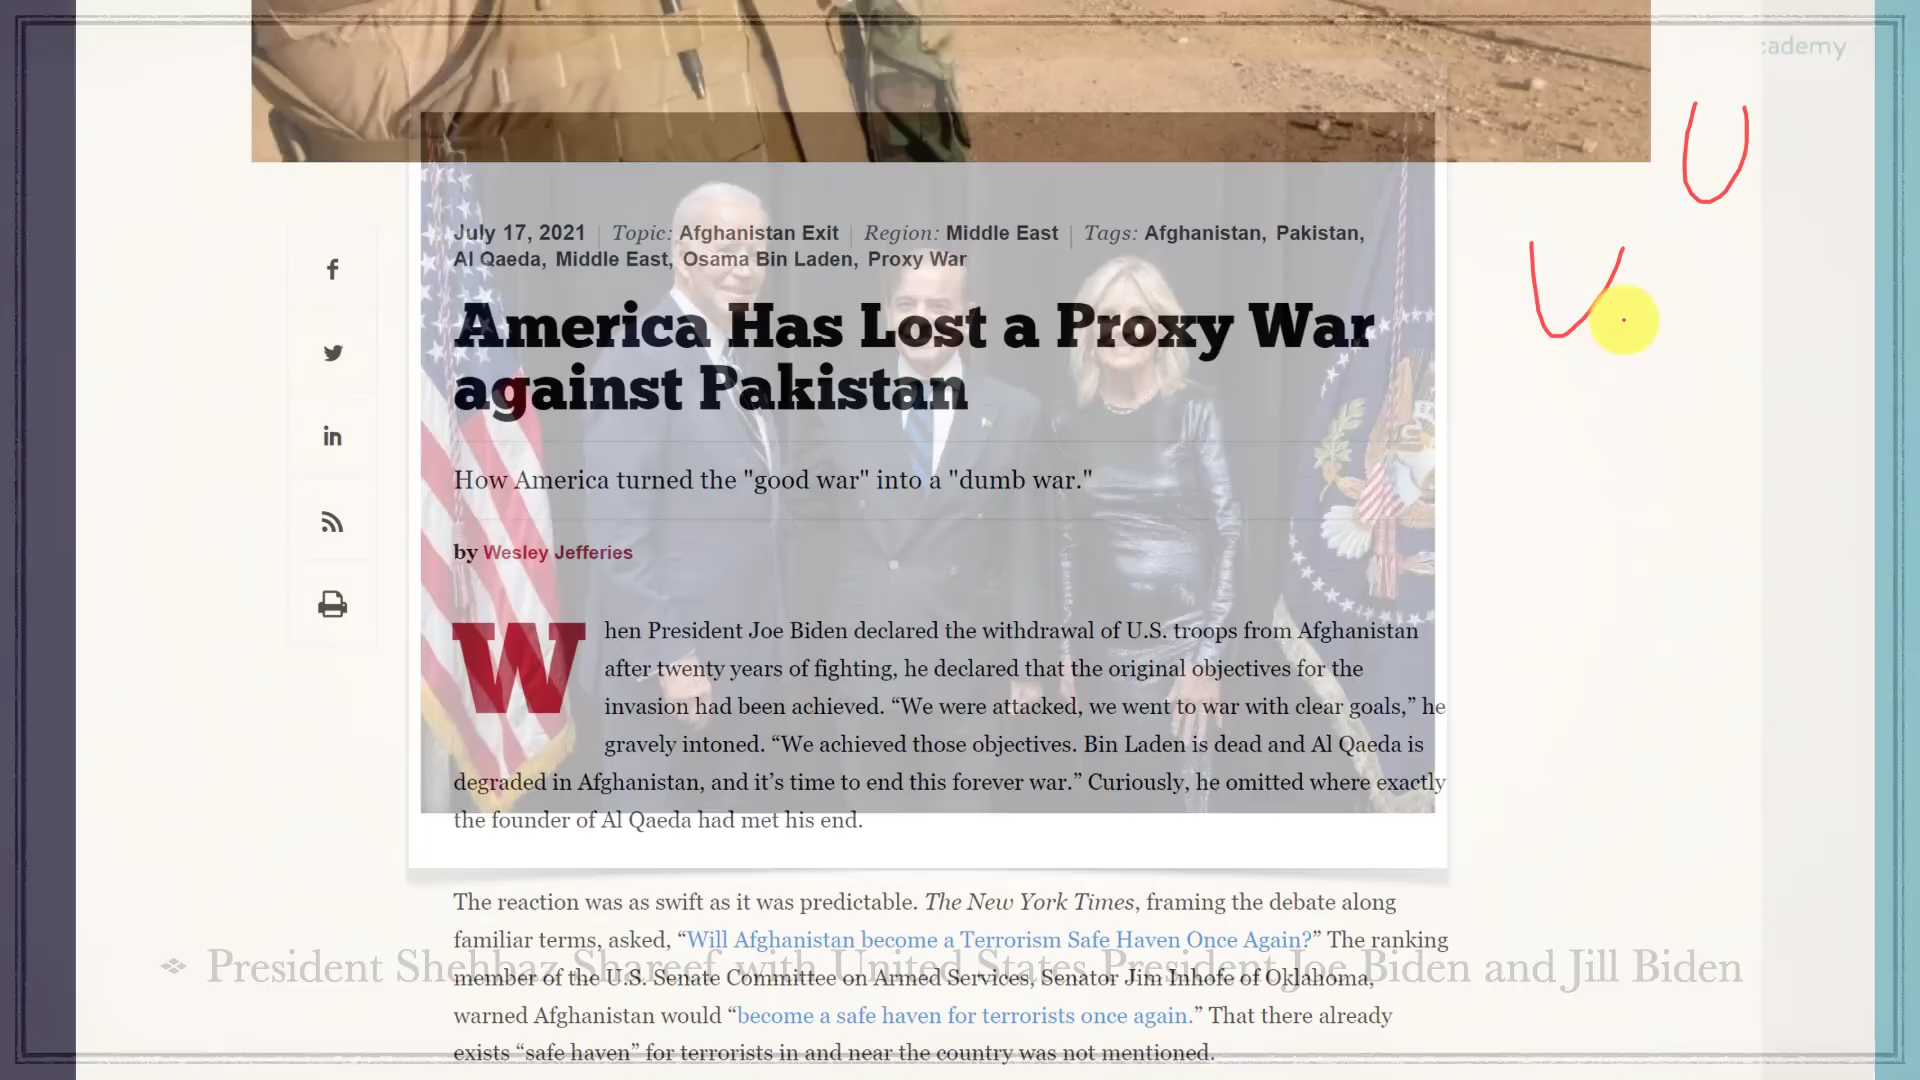 cademy
U
July 17, 2021 | Topic: Afghanistan Exit | Region: Middle East | Tags: Afghanistan, Pakistan,
Al Qaeda, Middle East, Osama Bin Laden, Proxy War
America Has Lost a Proxy War
against Pakistan
How America turned the "good war" into a "dumb war."
by Wesley Jefferies
When President Joe Biden declared the withdrawal of U.S. troops from Afghanistan
after twenty years of fighting, he declared that the original objectives for the
invasion had been achieved. “We were attacked, we went to war with clear goals,” he
gravely intoned. “We achieved those objectives. Bin Laden is dead and Al Qaeda is
degraded in Afghanistan, and it’s time to end this forever war.” Curiously, he omitted where exactly
the founder of Al Qaeda had met his end.
The reaction was as swift as it was predictable. The New York Times, framing the debate along
familiar terms, asked, “Will Afghanistan become a Terrorism Safe Haven Once Again?” The ranking
President Shehbaz Shareef with United States President Joe Biden and Jill Biden
member of the U.S. Senate Committee on Armed Services, Senator Jim Inhofe of Oklahoma,
warned Afghanistan would “become a safe haven for terrorists once again.” That there already
exists “safe haven” for terrorists in and near the country was not mentioned.